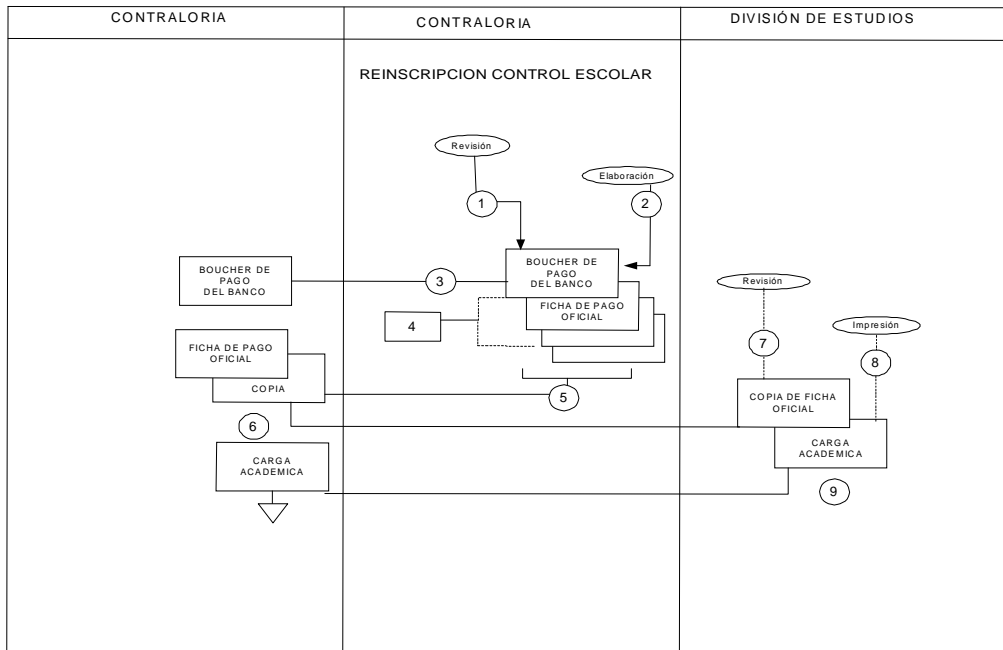 CONTRALORIA
CONTRALORIA
DIVISIÓN DE ESTUDIOS
REINSCRIPCION CONTROL ESCOLAR
Revisión
Elaboración
1
2
BOUCHER DE
PAGO
DEL BANCO
3
BOUCHER DE
PAGO
DEL BANCO
FICHA DE PAGO
OFICIAL
4
5
FICHA DE PAGO
OFICIAL
COPIA
6
CARGA
ACADEMICA
Revisión
7
Impresión
8
COPIA DE FICHA
OFICIAL
CARGA
ACADEMICA
9